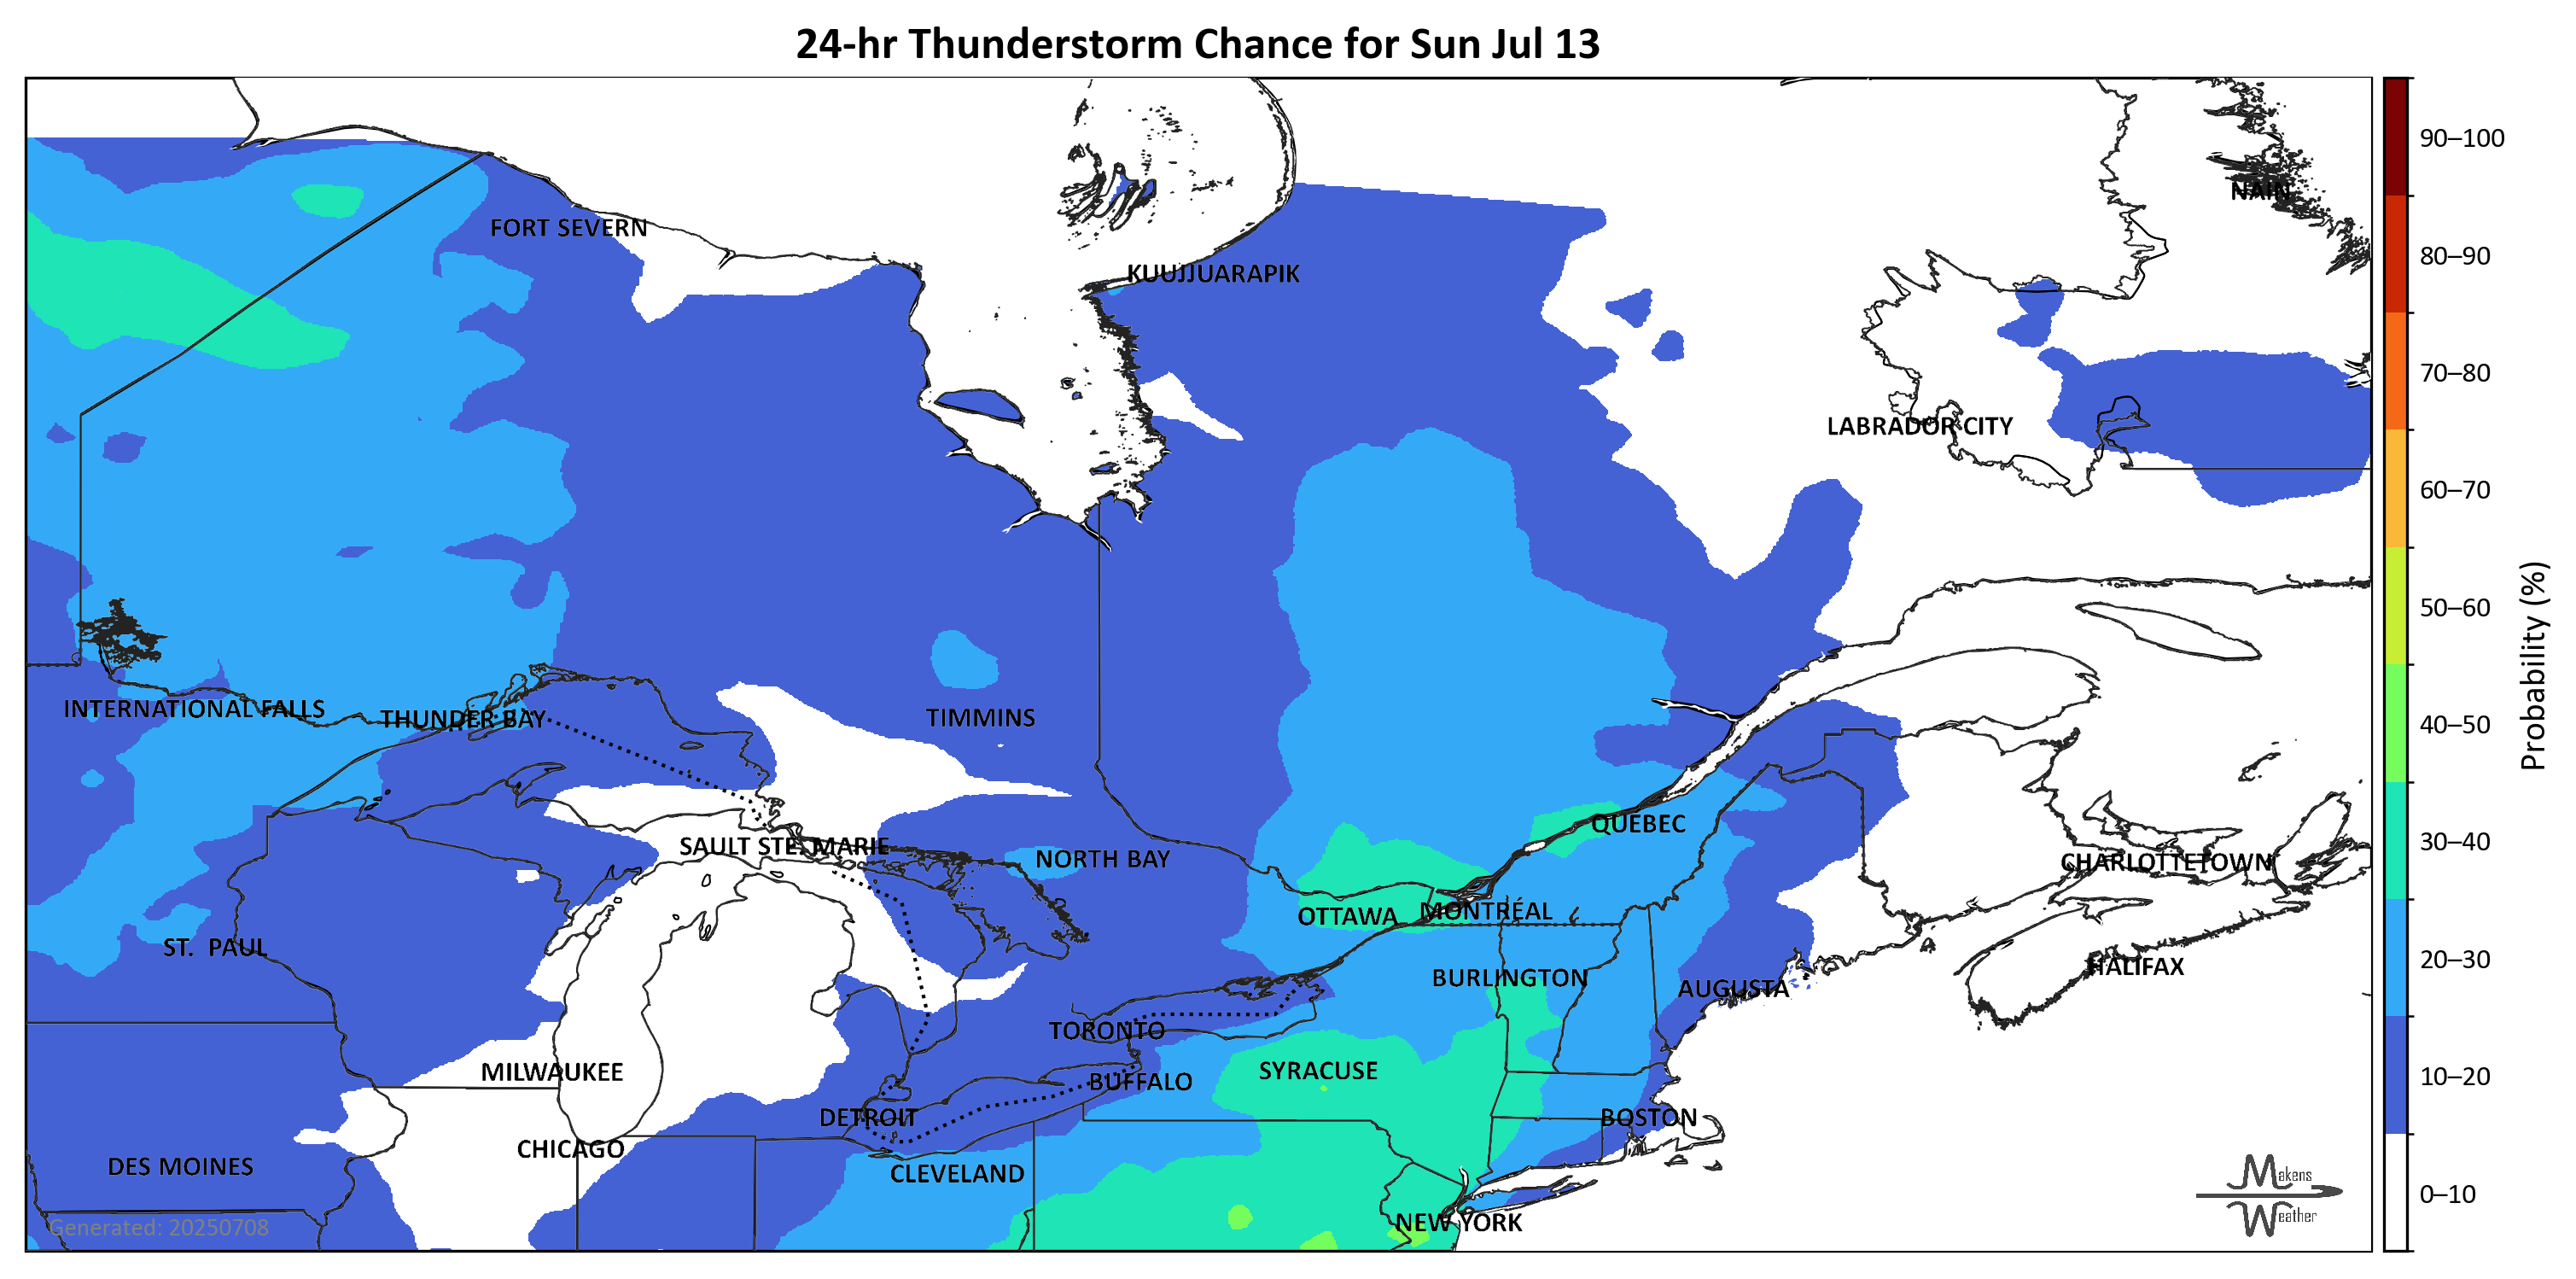 24-hr Thunderstorm Chance for Sun Jul 13
90–100
NAIN
FORT SEVERN
80–90
KUUJJUARAPIK
70–80
LABRADOR CITY
60–70
50–60
INTERNATIONAL FALLS
THUNDER BAY
TIMMINS
40–50
Probability (%)
QUEBEC
SAULT STE. MARIE
30–40
NORTH BAY
CHARLOTTETOWN
OTTAWA
MONTRÉAL
ST. PAUL
20–30
HALIFAX
BURLINGTON
AUGUSTA
TORONTO
MILWAUKEE
SYRACUSE
10–20
BUFFALO
DETROIT
BOSTON
CHICAGO
DES MOINES
CLEVELAND
Makens
Weather
0–10
NEW YORK
Generated: 20250708